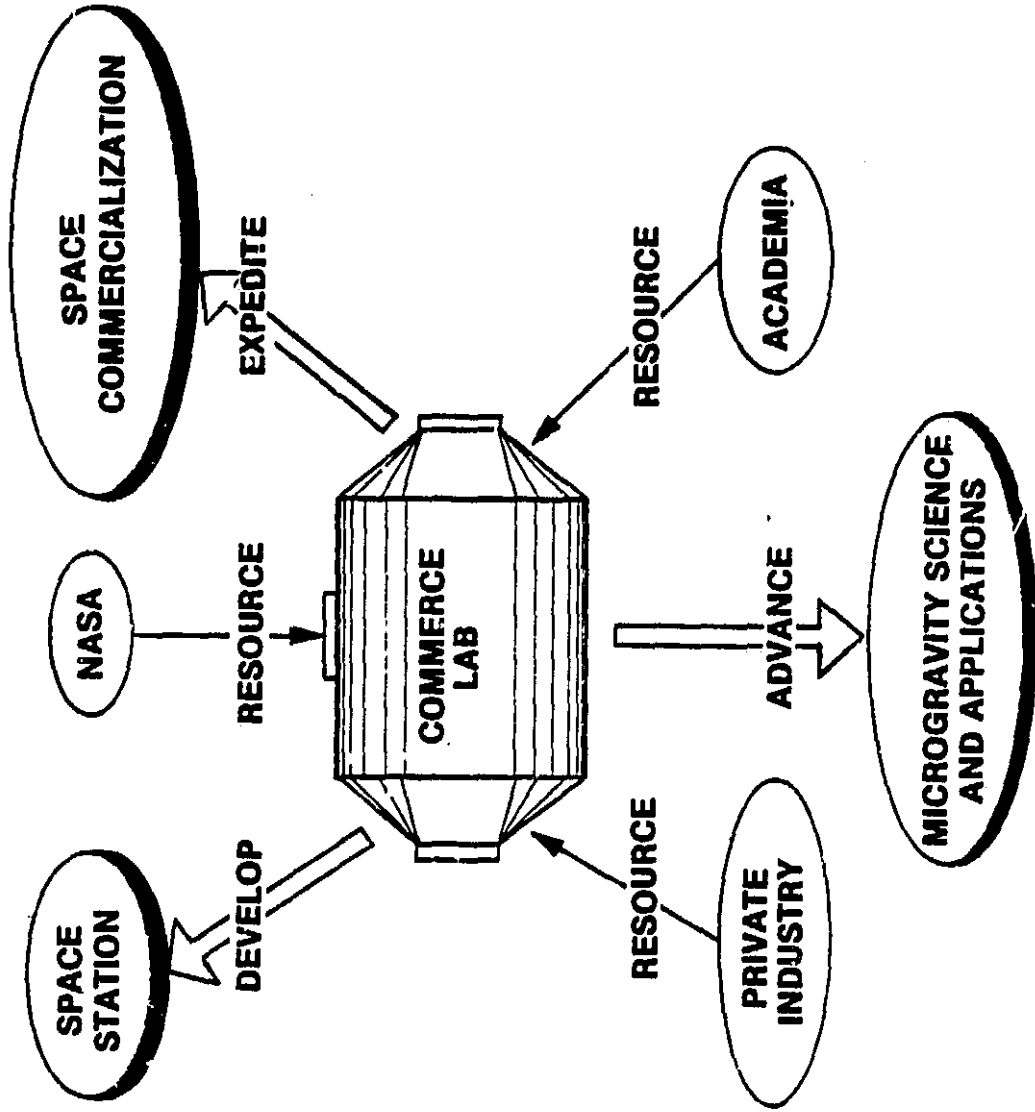 SPACE
STATION
NASA
SPACE
COMMERCIALIZATION
DEVELOP
RESOURCE
EXPEDITE
COMMERCE
LAB
RESOURCE
ADVANCE
RESOURCE
PRIVATE
INDUSTRY
MICROGRAVITY SCIENCE
AND APPLICATIONS
ACADEMIA